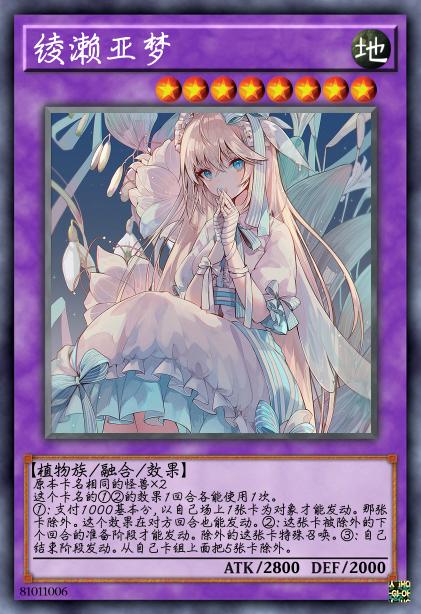 绫濑亚梦
地
【植物族/融合/效果】
原本卡名相同的怪兽×2
这个卡名的①②的效果1回合各能使用1次。
①:支付1000基本分,以自己场上1张卡为对象才能发动。那张
卡除外。这个效果在对方回合也能发动。②:这张卡被除外的下
个回合的准备阶段才能发动。除外的这张卡特殊召唤。③:自己
结束阶段发动。从自己卡组上面把5张卡除外。
ATK/2800 DEF/2000
81011006